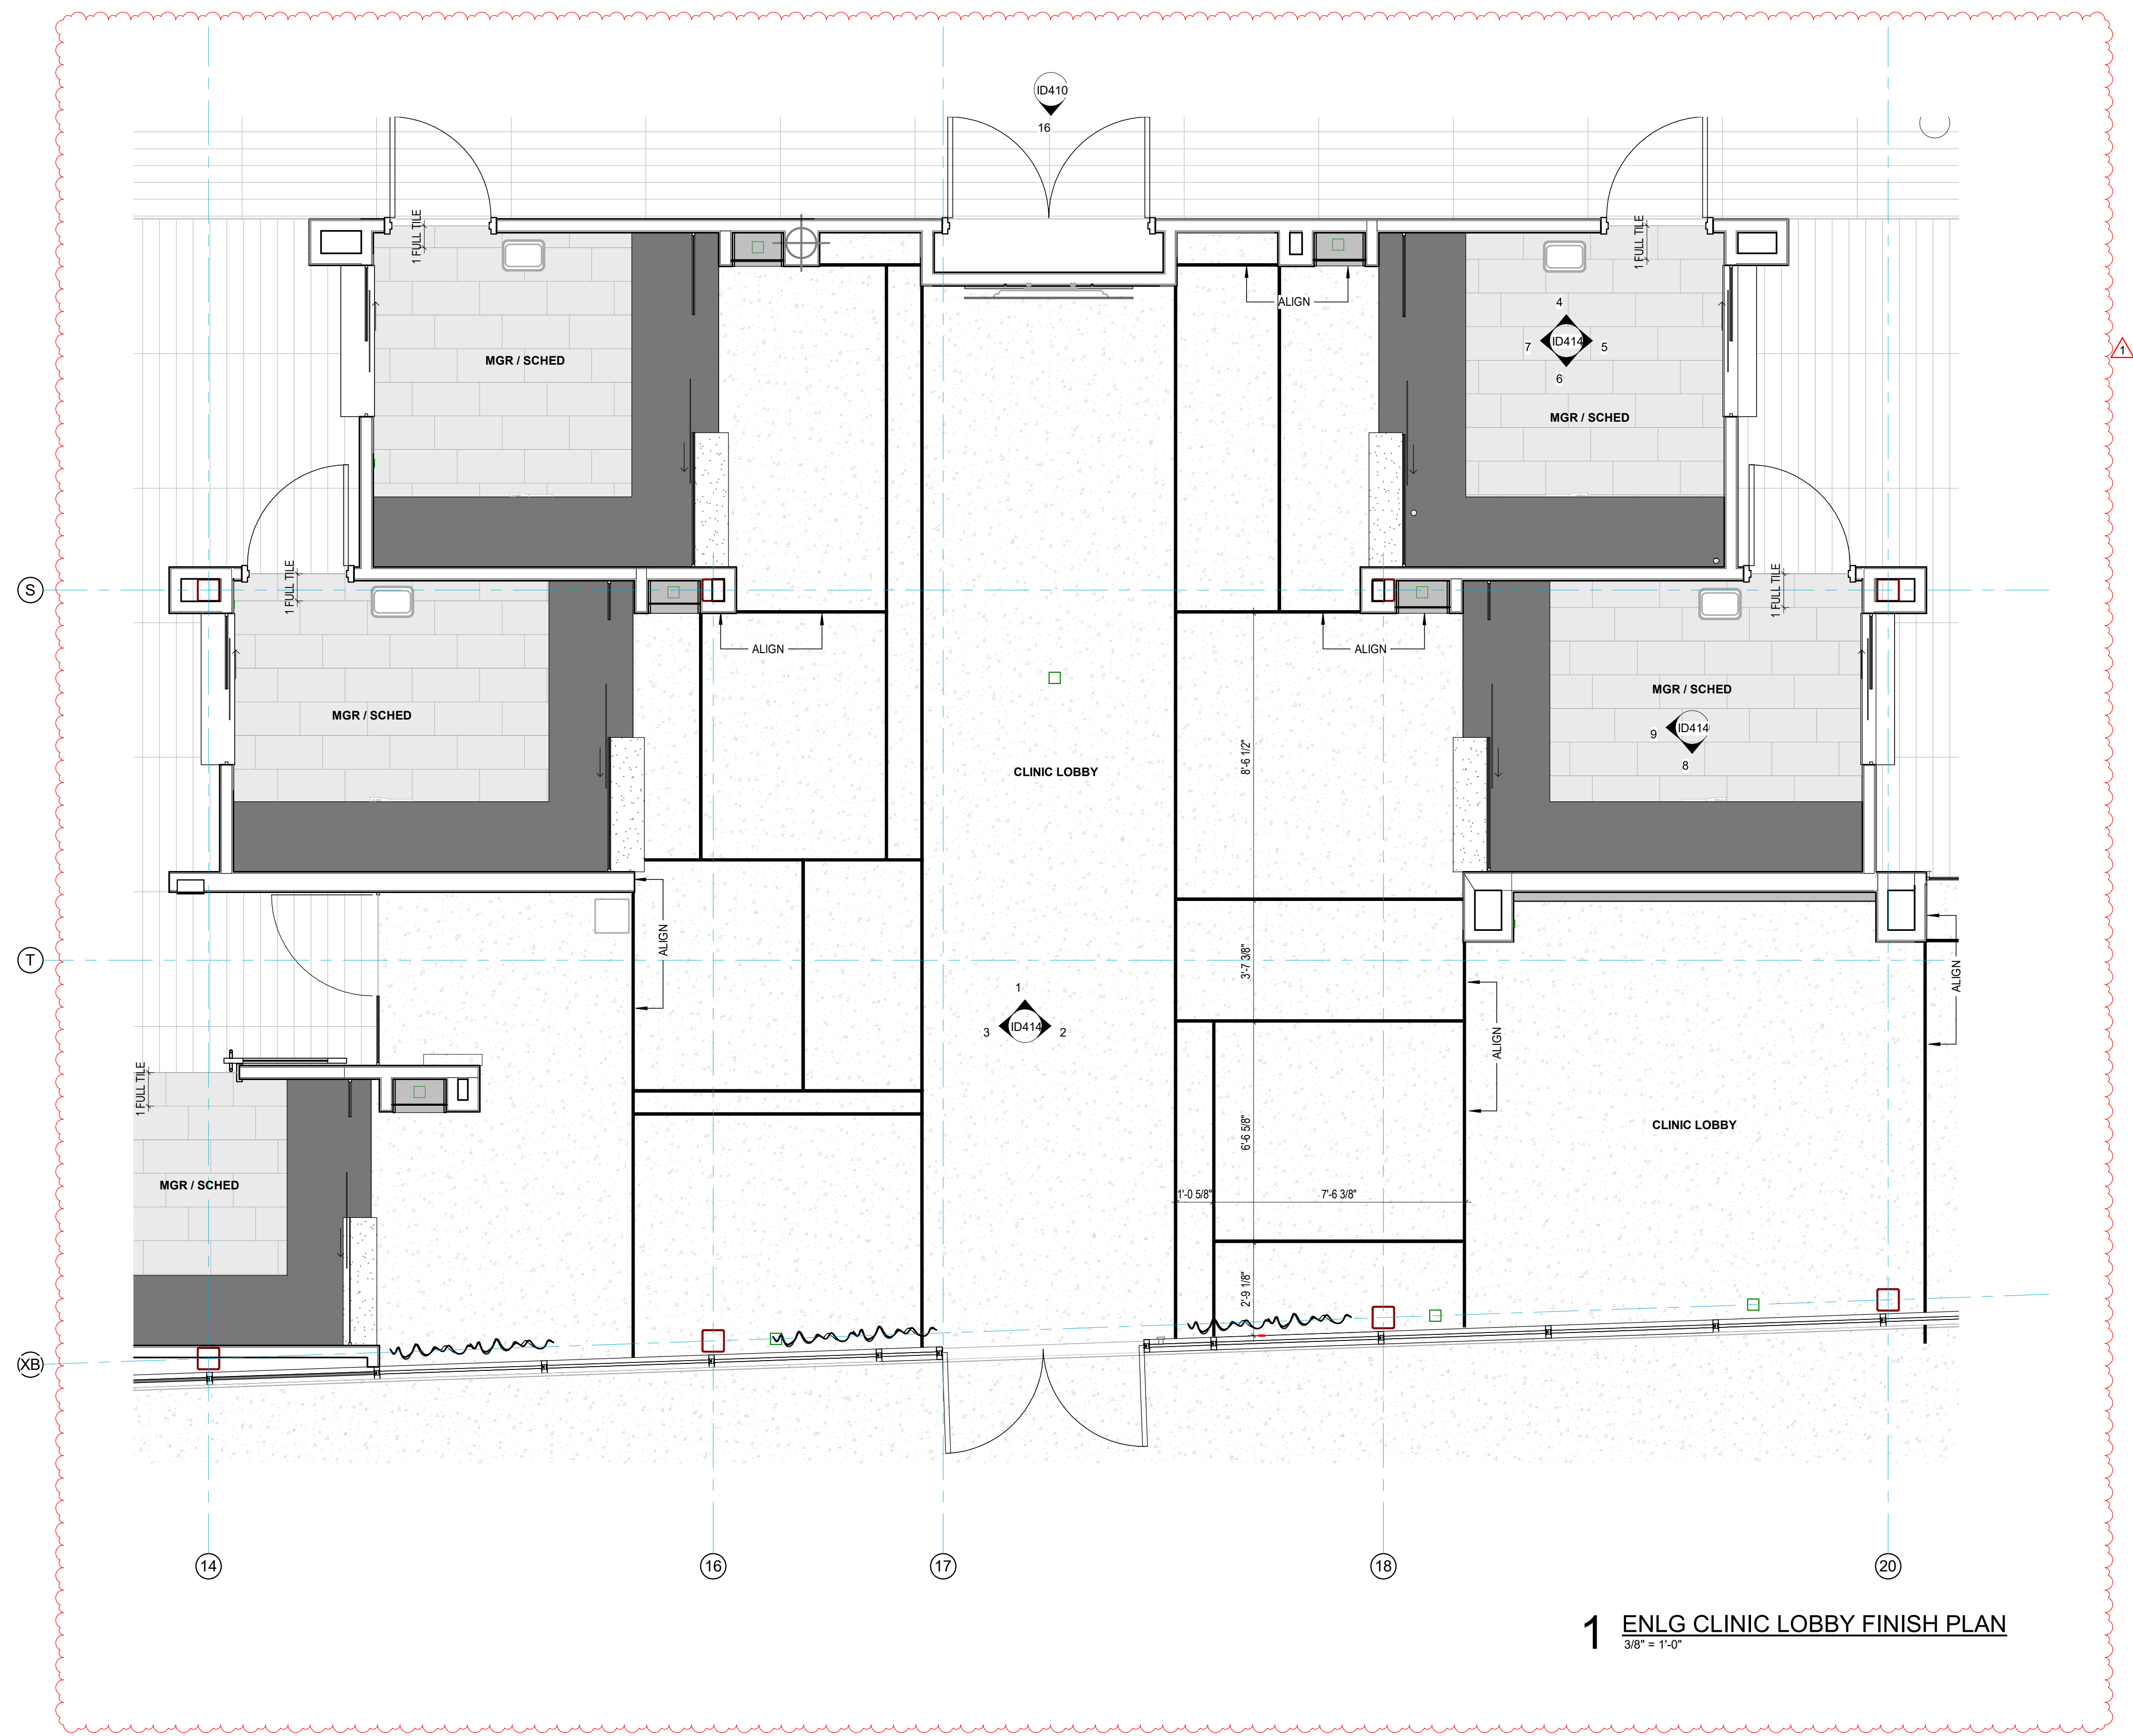 ID410
16
1 FULL TILE
1 FULL TILE
ALIGN
4
1
7
ID414
5
MGR / SCHED
6
MGR / SCHED
1 FULL TILE
1 FULL TILE
S
ALIGN
ALIGN
MGR / SCHED
MGR / SCHED
ID414
9
8
8'-6 1/2"
CLINIC LOBBY
ALIGN
T
3'-7 3/8"
ALIGN
1
3
ID414
2
ALIGN
1 FULL TILE
CLINIC LOBBY
6'-6 5/8"
MGR / SCHED
1'-0 5/8"
7'-6 3/8"
2'-9 1/8"
XB
14
16
17
18
20
1 ENLG CLINIC LOBBY FINISH PLAN
3/8" = 1'-0"